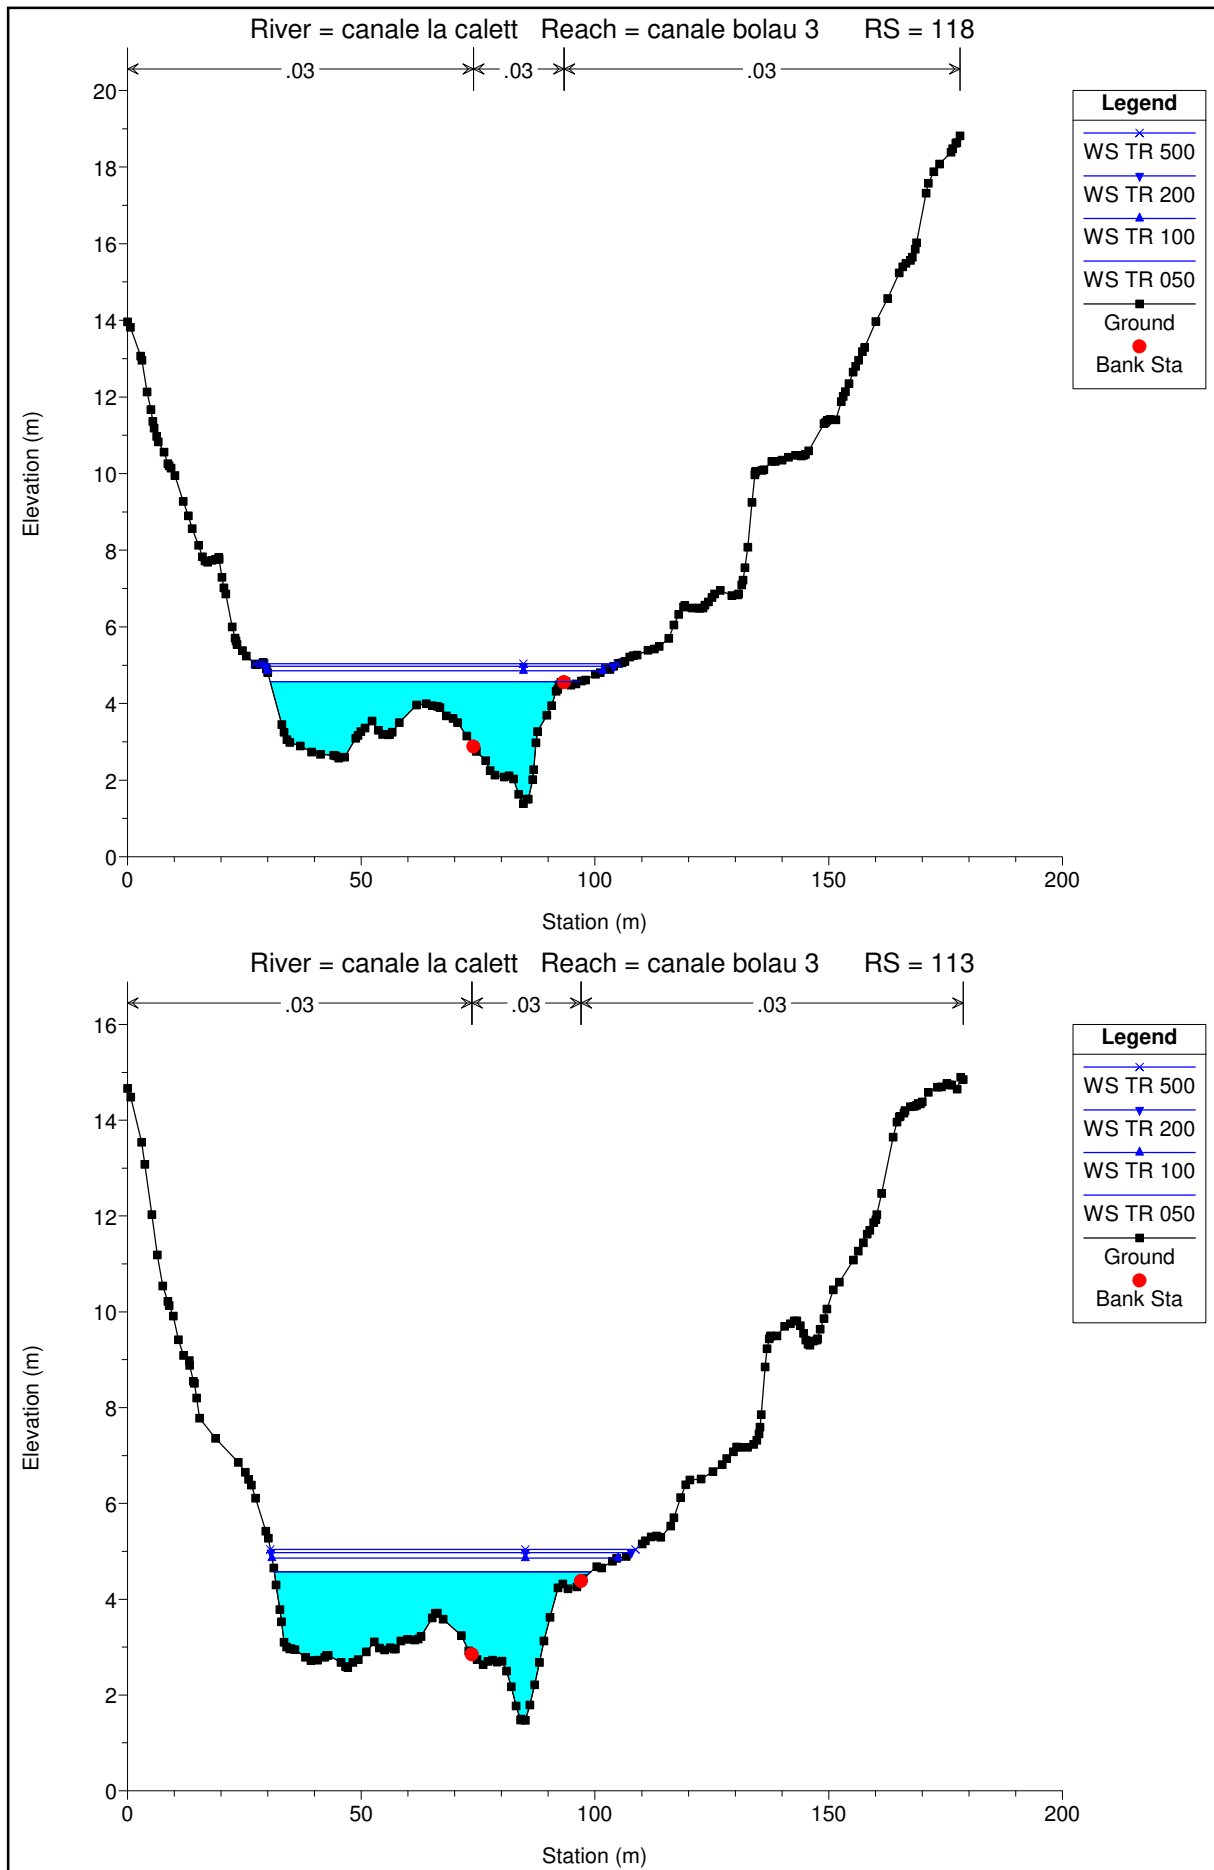 River = canale la calett   Reach = canale bolau 3      RS = 118
.03 .03 .03
Legend
WS TR 500
WS TR 200
WS TR 100
WS TR 050
Ground
Bank Sta
20
18
16
14
12
10
8
6
4
2
0
Elevation (m)
0 50 100 150 200
Station (m)
River = canale la calett   Reach = canale bolau 3      RS = 113
.03 .03 .03
Legend
WS TR 500
WS TR 200
WS TR 100
WS TR 050
Ground
Bank Sta
16
14
12
10
8
6
4
2
0
Elevation (m)
0 50 100 150 200
Station (m)